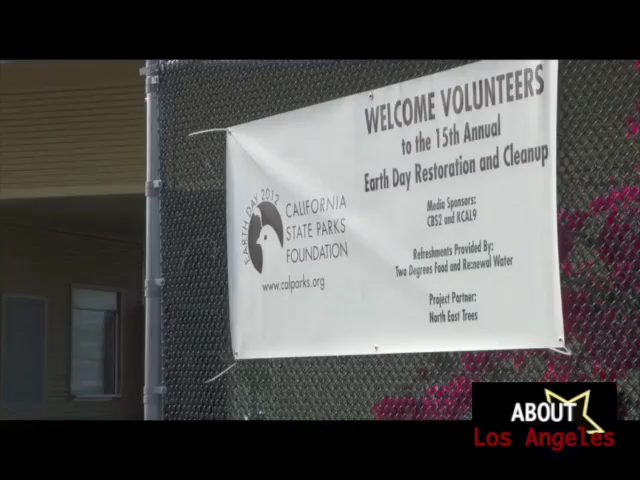 WELCOME VOLUNTEERS
to the 15th Annual
Earth Day Restoration and Cleanup
EARTH DAY 2012
CALIFORNIA
STATE PARKS
FOUNDATION
www.calparks.org
Media Sponsors:
CBS2 and KCAL9
Refreshments Provided By:
Two Degrees Food and Re:newal Water
Project Partner:
North East Trees
ABOUT
Los Angeles